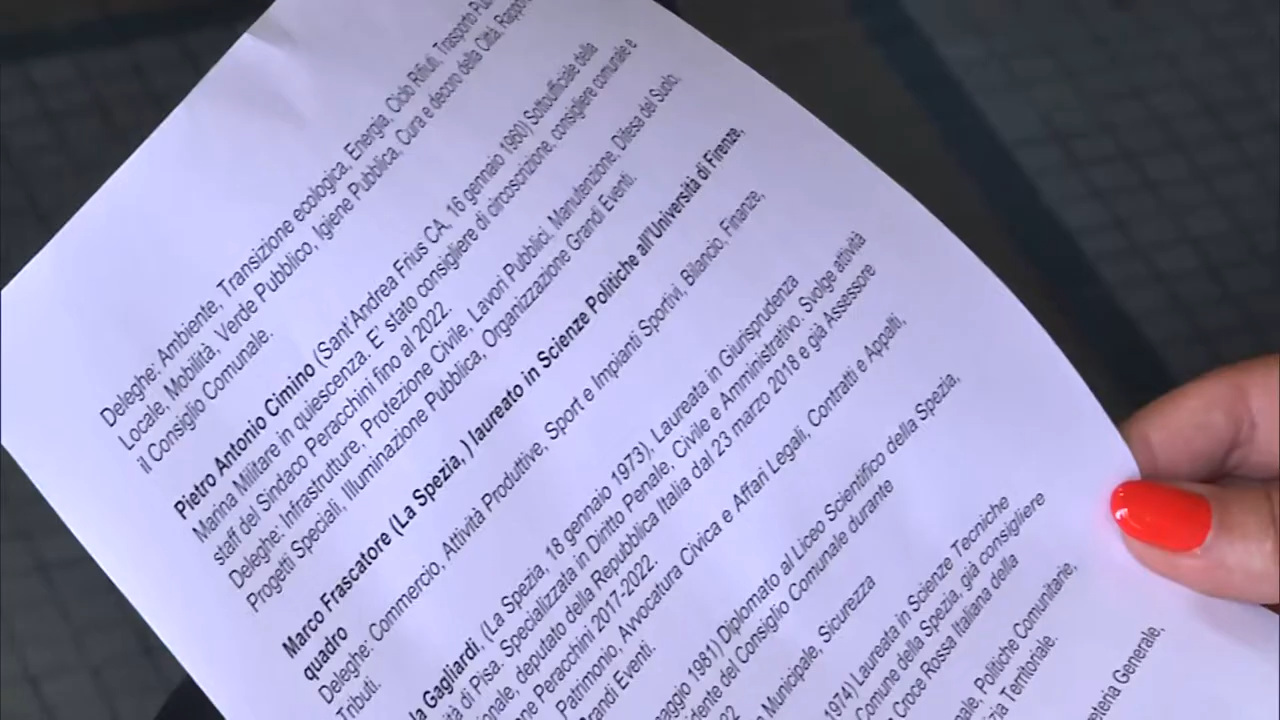 Deleghe: Ambiente, Transizione ecologica, Energia, Ciclo Rifiuti, Trasporto
Locale, Mobilità, Verde Pubblico, Igiene Pubblica, Cura e decoro della Città, 
il Consiglio Comunale.
Pietro Antonio Cimino (Sant'Andrea Frius CA, 16 gennaio 1960) Sottoufficiale della
Marina Militare in quiescenza. E' stato consigliere di circoscrizione, consigliere comunale e
staff del Sindaco Peracchini fino al 2022.
Deleghe: Infrastrutture, Protezione Civile, Lavori Pubblici, Manutenzione, Difesa del Suolo,
Progetti Speciali, Illuminazione Pubblica, Organizzazione Grandi Eventi.
Marco Frascatore (La Spezia, ) laureato in Scienze Politiche all'Università di Firenze,
quadro
Deleghe: Commercio, Attività Produttive, Sport e Impianti Sportivi, Bilancio, Finanze,
Tributi.
Gagliardi, (La Spezia, 18 gennaio 1973), Laureata in Giurisprudenza
di Pisa. Specializzata in Diritto Penale, Civile e Amministrativo. Svolge attività
deputato della Repubblica Italia dal 23 marzo 2018 e già Assessore
Peracchini 2017-2022.
Patrimonio, Avvocatura Civica e Affari Legali, Contratti e Appalti,
Eventi.
1981) Diplomato al Liceo Scientifico della Spezia,
del Consiglio Comunale durante
Municipale, Sicurezza
1974) Laureata in Scienze Tecniche
Comune della Spezia, già consigliere
Croce Rossa Italiana della
Politiche Comunitarie,
Territoriale.
Generale,